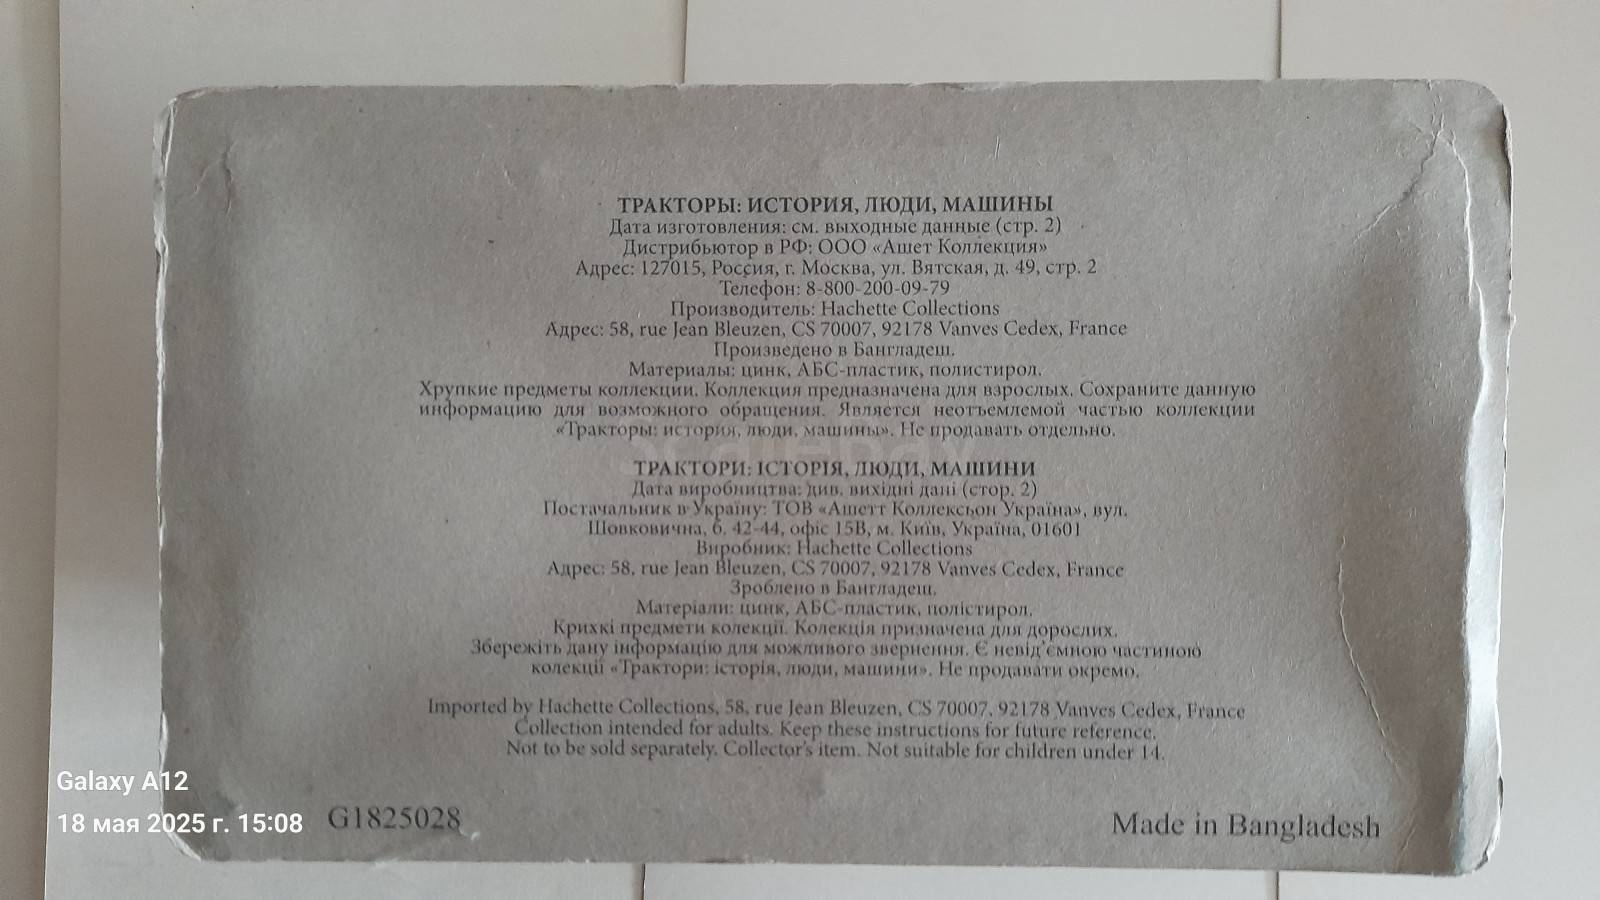 ТРАКТОРЫ: ИСТОРИЯ, ЛЮДИ, МАШИНЫ
Дата изготовления: см. выходные данные (стр. 2)
Дистрибьютор в РФ: ООО «Ашет Коллекция»
Адрес: 127015, Россия, г. Москва, ул. Вятская, д. 49, стр. 2
Телефон: 8-800-200-09-79
Производитель: Hachette Collections
Адрес: 58, rue Jean Bleuzen, CS 70007, 92178 Vanves Cedex, France
Произведено в Бангладеш.
Материалы: цинк, АБС-пластик, полистирол.
Хрупкие предметы коллекции. Коллекция предназначена для взрослых. Сохраните данную
информацию для возможного обращения. Является неотъемлемой частью коллекции
«Тракторы: история, люди, машины». Не продавать отдельно.
ТРАКТОРИ: ІСТОРІЯ, ЛЮДИ, МАШИНИ
Дата виробництва: див. вихідні дані (стор. 2)
Постачальник в Україну: ТОВ «Ашетт Коллексьон Україна», вул.
Шовковична, б. 42-44, офіс 15В, м. Київ, Україна, 01601
Виробник: Hachette Collections
Адрес: 58, rue Jean Bleuzen, CS 70007, 92178 Vanves Cedex, France
Зроблено в Бангладеш.
Матеріали: цинк, АБС-пластик, полістирол.
Крихкі предмети колекції. Колекція призначена для дорослих.
Збережіть дану інформацію для можливого звернення. Є невід'ємною частиною
колекції «Трактори: історія, люди, машини». Не продавати окремо.
Imported by Hachette Collections, 58, rue Jean Bleuzen, CS 70007, 92178 Vanves Cedex, France
Collection intended for adults. Keep these instructions for future reference.
Not to be sold separately. Collector's item. Not suitable for children under 14.
Galaxy A12
18 мая 2025 г. 15:08
G1825028
Made in Bangladesh